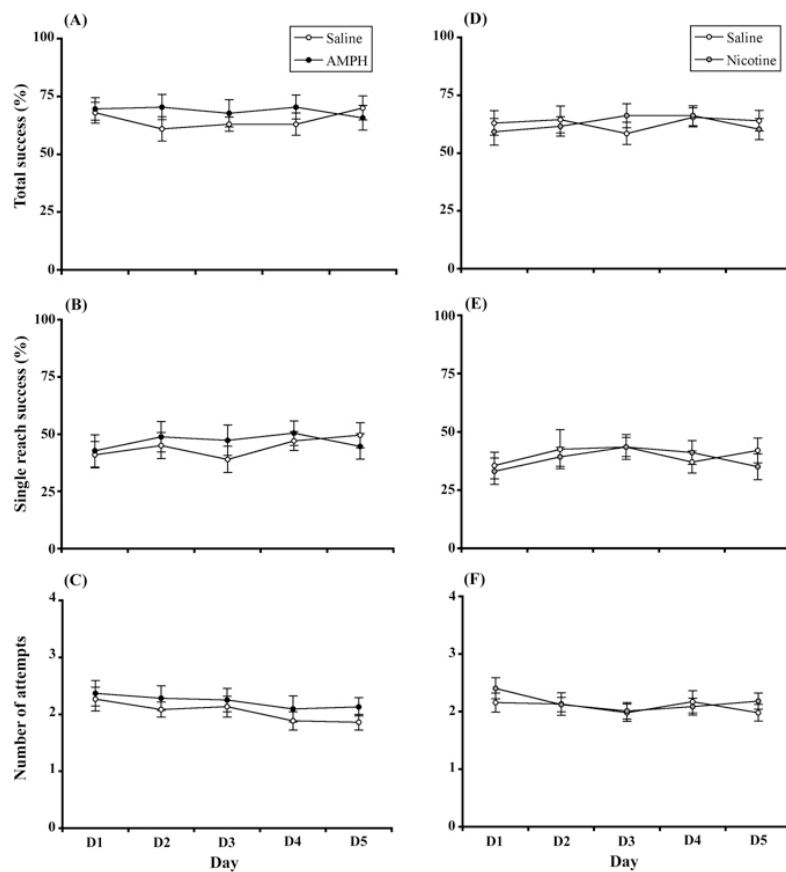 (A)
Total success (%)
100
75
50
25
0
Saline
AMPH
(D)
100
75
50
25
0
Saline
Nicotine
(B)
Single reach success (%)
100
75
50
25
0
(E)
100
75
50
25
0
(C)
Number of attempts
4
3
2
1
0
D1 D2 D3 D4 D5
Day
(F)
4
3
2
1
0
D1 D2 D3 D4 D5
Day